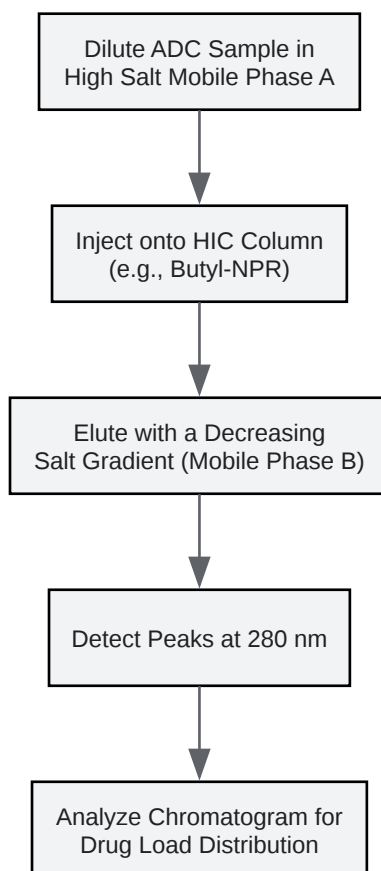 Dilute ADC Sample in
High Salt Mobile Phase A
Inject onto HIC Column
(e.g., Butyl-NPR)
Elute with a Decreasing
Salt Gradient (Mobile Phase B)
Detect Peaks at 280 nm
Analyze Chromatogram for
Drug Load Distribution